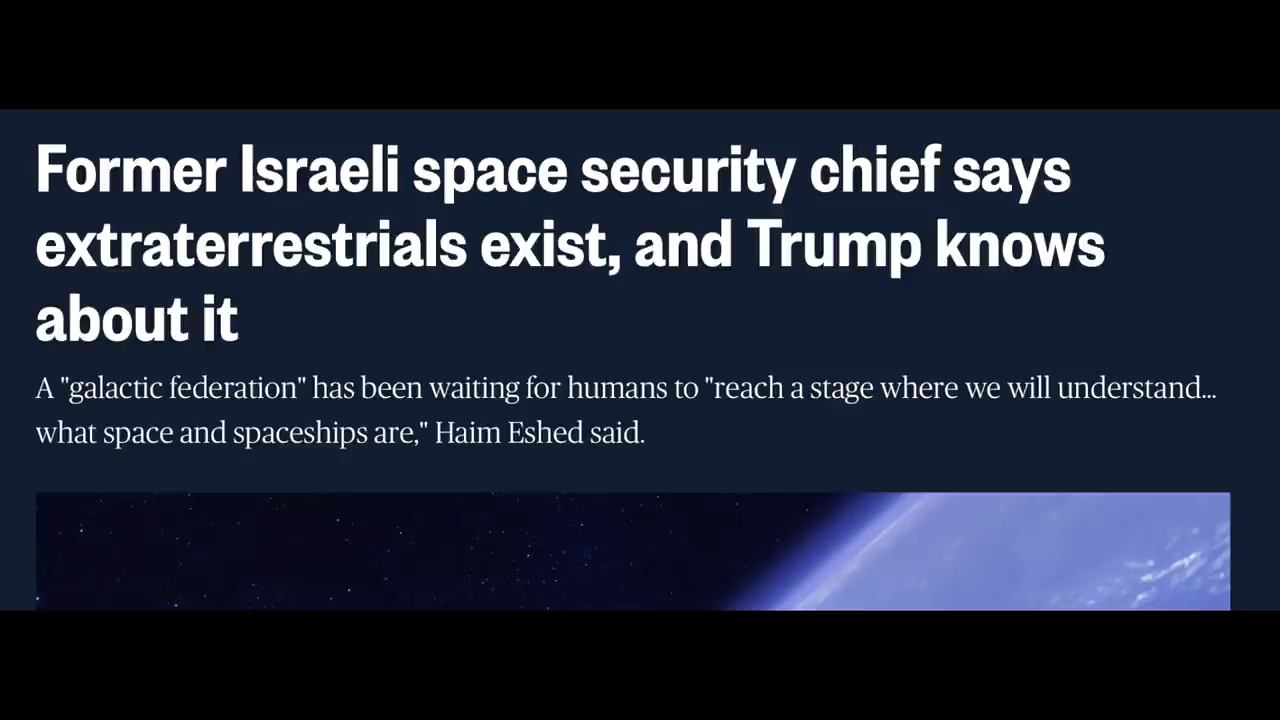 Former Israeli space security chief says
extraterrestrials exist, and Trump knows
about it
A "galactic federation" has been waiting for humans to "reach a stage where we will understand...
what space and spaceships are," Haim Eshed said.